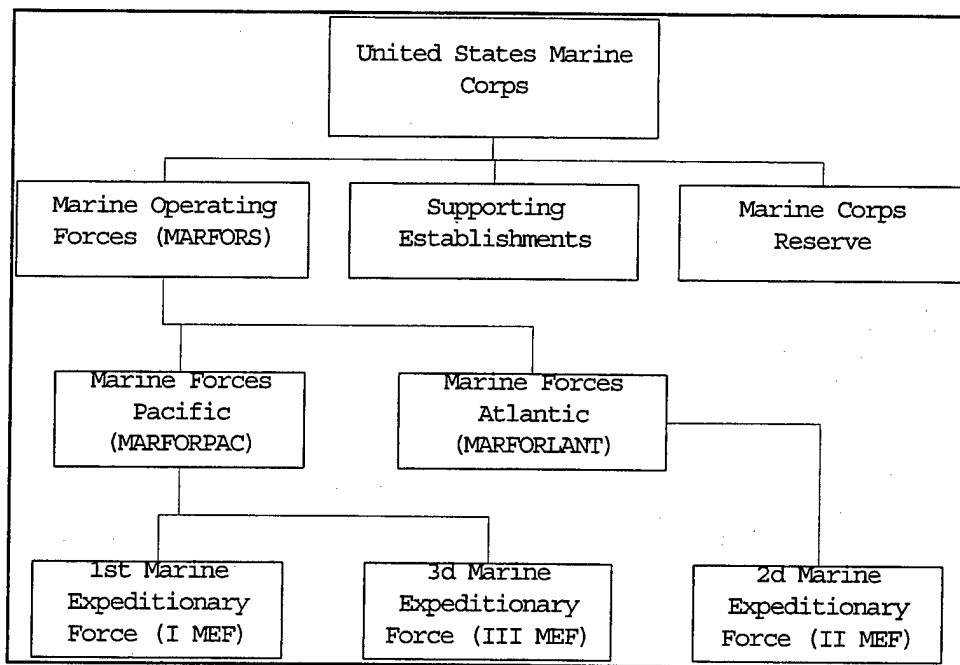 United States Marine
Corps
Marine Operating
Forces (MARFORS)
Supporting
Establishments
Marine Corps
Reserve
Marine Forces
Pacific
(MARFORPAC)
Marine Forces
Atlantic
(MARFORLANT)
1st Marine
Expeditionary
Force (I MEF)
3d Marine
Expeditionary
Force (III MEF)
2d Marine
Expeditionary
Force (II MEF)